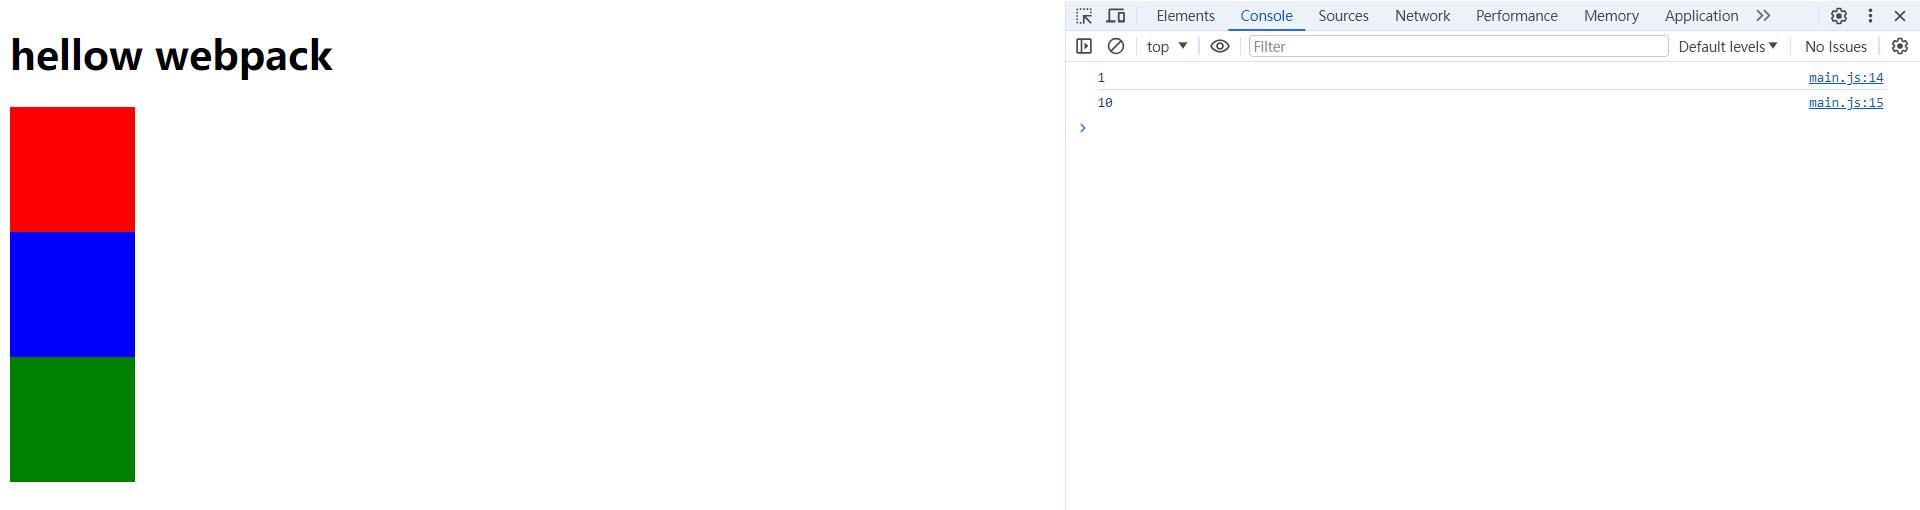 hellow webpack
Elements Console Sources Network Performance Memory Application
top Filter Default levels No Issues
1 main.js:14
10 main.js:15